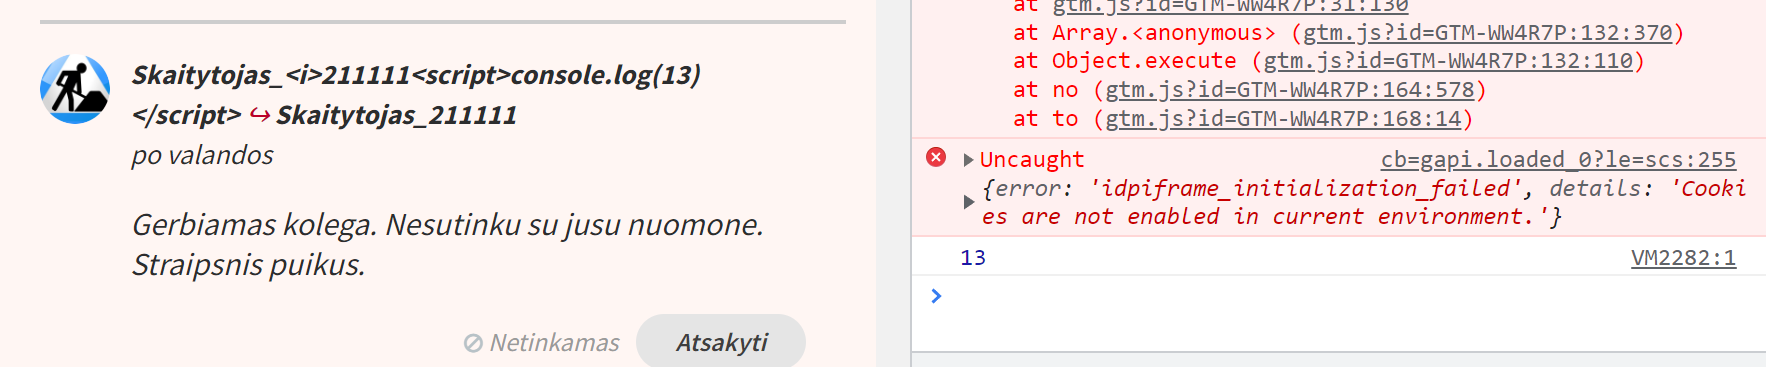 Skaitytojas_<i>211111<script>console.log(13)
</script> ↪ Skaitytojas_211111
po valandos
Gerbiamas kolega. Nesutinku su jusu nuomone.
Straipsnis puikus.
Netinkamas
Atsakyti
at gtm.js?id=GTM-WW4R7P:31:130
at Array.<anonymous> (gtm.js?id=GTM-WW4R7P:132:370)
at Object.execute (gtm.js?id=GTM-WW4R7P:132:110)
at no (gtm.js?id=GTM-WW4R7P:164:578)
at to (gtm.js?id=GTM-WW4R7P:168:14)
Uncaught cb=gapi.loaded_0?le=scs:255
{error: 'idpiframe_initialization_failed', details: 'Cooki
es are not enabled in current environment.'}
13 VM2282:1